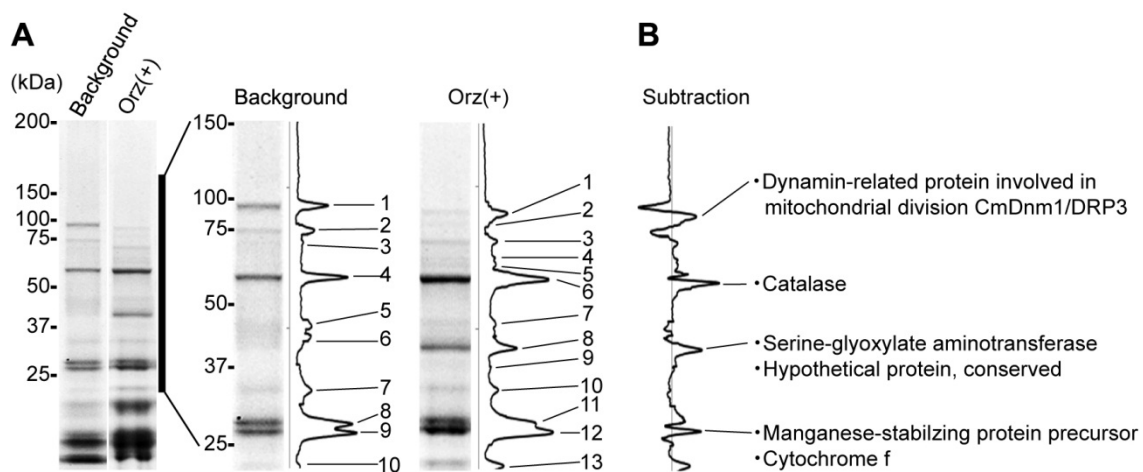 A
B
(kDa)
Background
Orz(+)
200-
150-
100-
75-
50-
37-
25-
Background
150-
100-
75-
50-
37-
25-
1
2
3
4
5
6
7
8
9
10
Orz(+)
1
2
3
4
5
6
7
8
9
10
11
12
13
Subtraction
•Dynamin-related protein involved in
mitochondrial division CmDnm1/DRP3
•Catalase
•Serine-glyoxylate aminotransferase
•Hypothetical protein, conserved
•Manganese-stabilzing protein precursor
•Cytochrome f